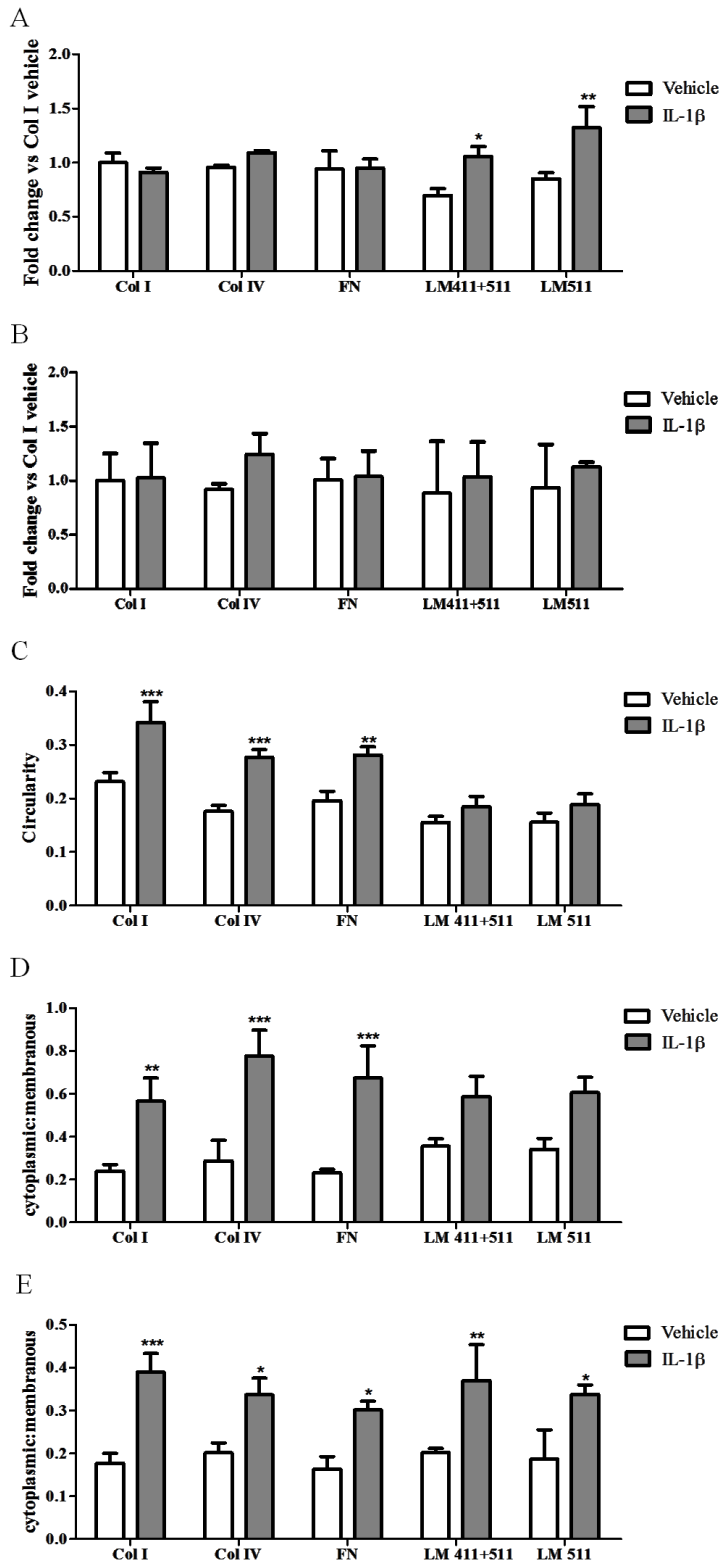 A
Fold change vs Col I vehicle
2.0
1.5
1.0
0.5
0.0
*
**
Col I Col IV FN LM411+511 LM511
Vehicle
IL-1β
B
Fold change vs Col I vehicle
2.0
1.5
1.0
0.5
0.0
Col I Col IV FN LM411+511 LM511
Vehicle
IL-1β
C
Circularity
0.4
0.3
0.2
0.1
0.0
***
***
**
Col I Col IV FN LM 411+511 LM 511
Vehicle
IL-1β
D
cytoplasmic:membranous
1.0
0.8
0.6
0.4
0.2
0.0
**
***
***
Col I Col IV FN LM 411+511 LM 511
Vehicle
IL-1β
E
cytoplasmic:membranous
0.5
0.4
0.3
0.2
0.1
0.0
***
*
*
**
*
Col I Col IV FN LM 411+511 LM 511
Vehicle
IL-1β